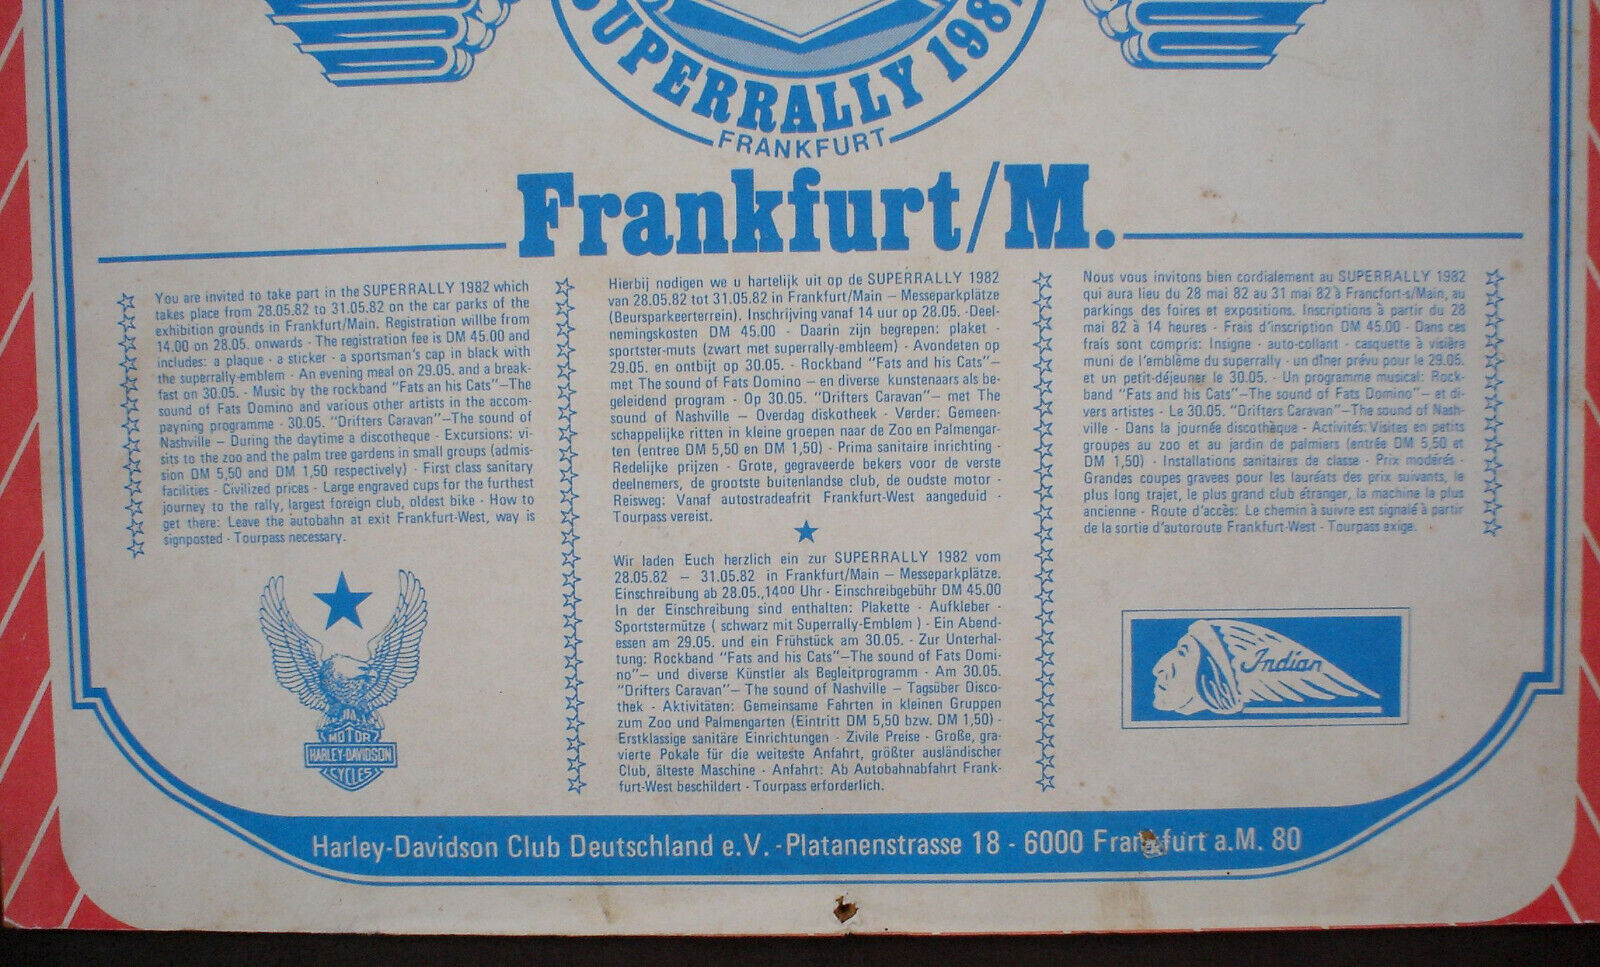 SUPERRALLY 1982
FRANKFURT
Frankfurt/M.
You are invited to take part in the SUPERRALLY 1982 which
takes place from 28.05.82 to 31.05.82 on the car parks of the
exhibition grounds in Frankfurt/Main. Registration willbe from
14.00 on 28.05. onwards - The registration fee is DM 45.00 and
includes: a plaque - a sticker - a sportsman's cap in black with
the superrally-emblem - An evening meal on 29.05. and a break-
fast on 30.05. - Music by the rockband "Fats an his Cats"—The
sound of Fats Domino and various other artists in the accom-
payning programme - 30.05. "Drifters Caravan"—The sound of
Nashville — During the daytime a discotheque - Excursions: vi-
sits to the zoo and the palm tree gardens in small groups (admis-
sion DM 5,50 and DM 1,50 respectively) - First class sanitary
facilities - Civilized prices - Large engraved cups for the furthest
journey to the rally, largest foreign club, oldest bike - How to
get there: Leave the autobahn at exit Frankfurt-West, way is
signposted - Tourpass necessary.
MOTOR
HARLEY-DAVIDSON
CYCLES
Hierbij nodigen we u hartelijk uit op de SUPERRALLY 1982
van 28.05.82 tot 31.05.82 in Frankfurt/Main — Messeparkplätze
(Beursparkeerterrein). Inschrijving vanaf 14 uur op 28.05. -Deel-
nemingskosten DM 45.00 - Daarin zijn begrepen: plaket -
sportster-muts (zwart met superrally-embleem) - Avondeten op
29.05. en ontbijt op 30.05. - Rockband "Fats and his Cats"—
met The sound of Fats Domino — en diverse kunstenaars als be-
geleidend program - Op 30.05. "Drifters Caravan"— met The
sound of Nashville — Overdag diskotheek - Verder: Gemeen-
schappelijke ritten in kleine groepen naar de Zoo en Palmengar-
ten (entree DM 5,50 en DM 1,50) - Prima sanitaire inrichting -
Redelijke prijzen - Grote, gegraveerde bekers voor de verste
deelnemers, de grootste buitenlandse club, de oudste motor -
Reisweg: Vanaf autostradeafrit Frankfurt-West aangeduid -
Tourpass vereist.
Wir laden Euch herzlich ein zur SUPERRALLY 1982 vom
28.05.82 — 31.05.82 in Frankfurt/Main — Messeparkplätze.
Einschreibung ab 28.05.,14oo Uhr - Einschreibgebühr DM 45.00
In der Einschreibung sind enthalten: Plakette - Aufkleber -
Sportstermütze ( schwarz mit Superrally-Emblem ) - Ein Abend-
essen am 29.05. und ein Frühstück am 30.05. - Zur Unterhal-
tung: Rockband "Fats and his Cats"—The sound of Fats Domi-
no"— und diverse Künstler als Begleitprogramm - Am 30.05.
"Drifters Caravan"— The sound of Nashville — Tagsüber Disco-
thek - Aktivitäten: Gemeinsame Fahrten in kleinen Gruppen
zum Zoo und Palmengarten (Eintritt DM 5,50 bzw. DM 1,50) -
Erstklassige sanitäre Einrichtungen - Zivile Preise - Große, gra-
vierte Pokale für die weiteste Anfahrt, größter ausländischer
Club, älteste Maschine - Anfahrt: Ab Autobahnabfahrt Frank-
furt-West beschildert - Tourpass erforderlich.
Nous vous invitons bien cordialement au SUPERRALLY 1982
qui aura lieu du 28 mai 82 au 31 mai 82 à Francfort-s/Main, au
parkings des foires et expositions. Inscriptions à partir du 28
mai 82 à 14 heures - Frais d'inscription DM 45.00 - Dans ces
frais sont compris: Insigne - auto-collant - casquette à visière
muni de l'emblème du superrally - un dîner prévu pour le 29.05.
et un petit-déjeuner le 30.05. - Un programme musical: Rock-
band "Fats and his Cats"—The sound of Fats Domino"— et di-
vers artistes - Le 30.05. "Drifters Caravan"—The sound of Nash-
ville - Dans la journée discothèque - Activités: Visites en petits
groupes au zoo et au jardin de palmiers (entrée DM 5,50 et
DM 1,50) - Installations sanitaires de classe - Prix modérés -
Grandes coupes gravees pour les lauréats des prix suivants, le
plus long trajet, le plus grand club étranger, la machine la plus
ancienne - Route d'accès: Le chemin à suivre est signalé à partir
de la sortie d'autoroute Frankfurt-West - Tourpass exige.
Indian
Harley-Davidson Club Deutschland e.V. - Platanenstrasse 18 - 6000 Frankfurt a.M. 80